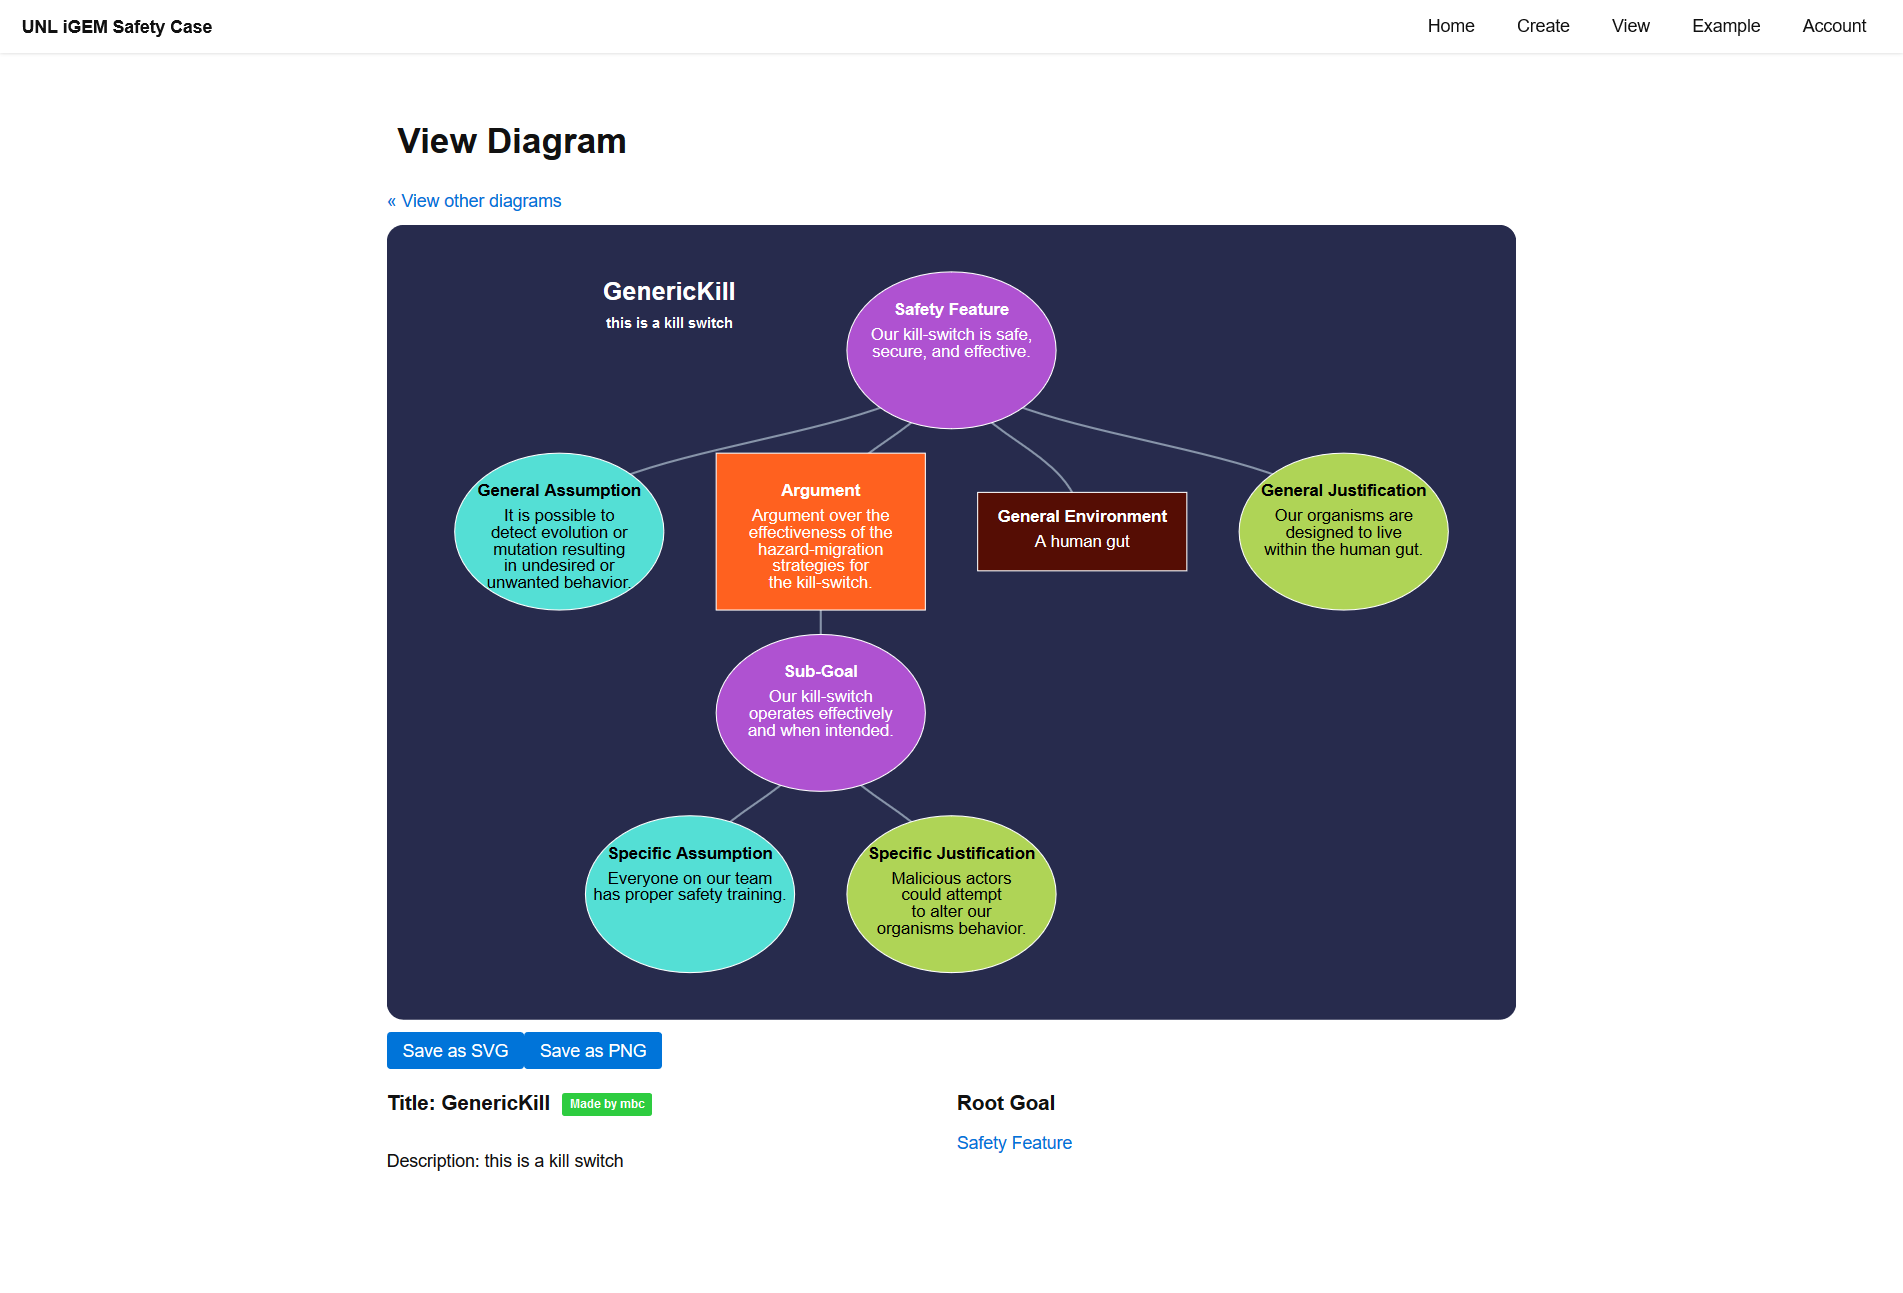 UNL iGEM Safety Case
Home
Create
View
Example
Account
View Diagram
« View other diagrams
GenericKill
this is a kill switch
Safety Feature
Our kill-switch is safe,
secure, and effective.
General Assumption
It is possible to
detect evolution or
mutation resulting
in undesired or
unwanted behavior.
Argument
Argument over the
effectiveness of the
hazard-migration
strategies for
the kill-switch.
General Environment
A human gut
General Justification
Our organisms are
designed to live
within the human gut.
Sub-Goal
Our kill-switch
operates effectively
and when intended.
Specific Assumption
Everyone on our team
has proper safety training.
Specific Justification
Malicious actors
could attempt
to alter our
organisms behavior.
Save as SVG
Save as PNG
Title: GenericKill
Made by mbc
Description: this is a kill switch
Root Goal
Safety Feature